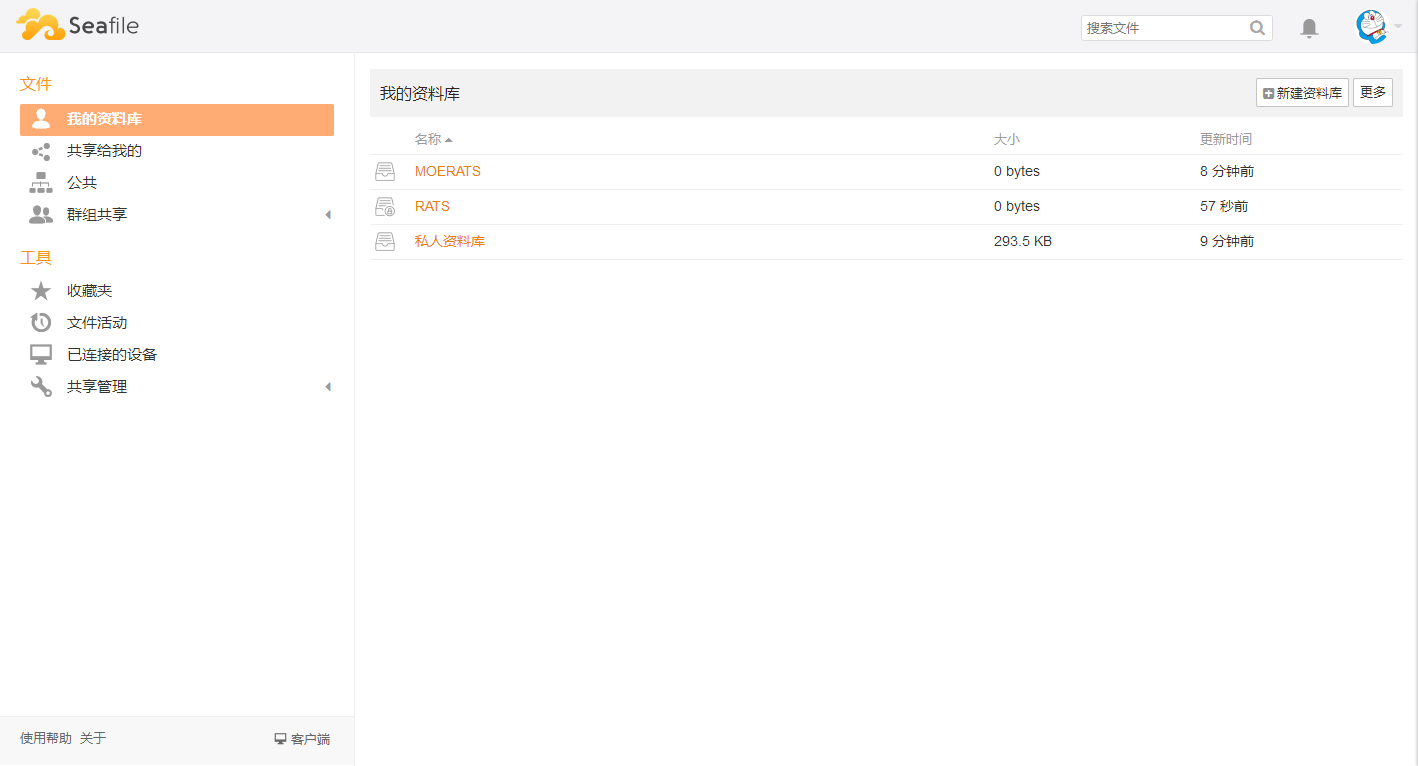 Seafile
搜索文件
文件
我的资料库
共享给我的
公共
群组共享
工具
收藏夹
文件活动
已连接的设备
共享管理
使用帮助 关于 客户端
我的资料库 新建资料库 更多
名称 大小 更新时间
MOERATS 0 bytes 8 分钟前
RATS 0 bytes 57 秒前
私人资料库 293.5 KB 9 分钟前